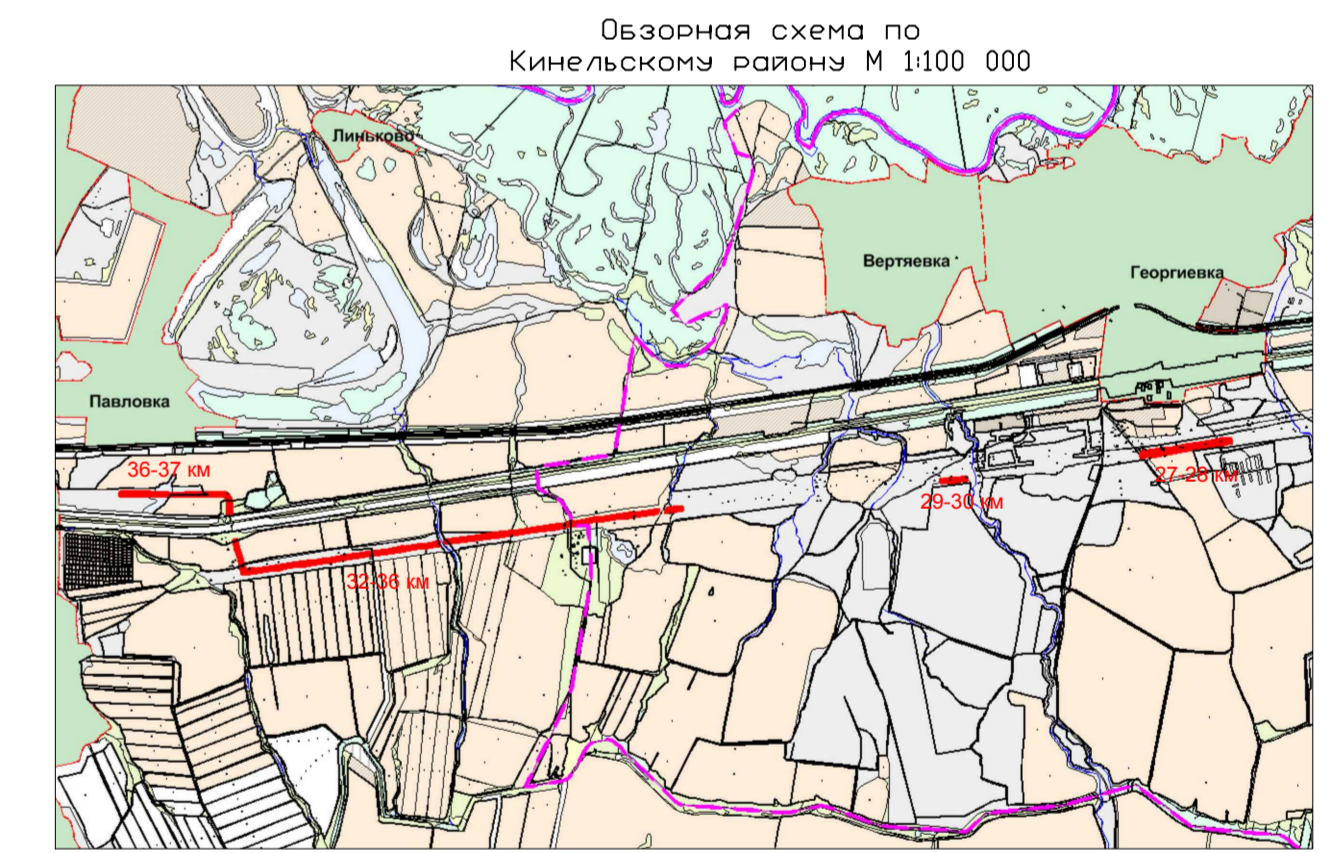 Обзорная схема по
Кинельскому району М 1:100 000
Линьково
Вертяевка
Георгиевка
Павловка
36-37 км
27-28 км
29-30 км
32-36 км